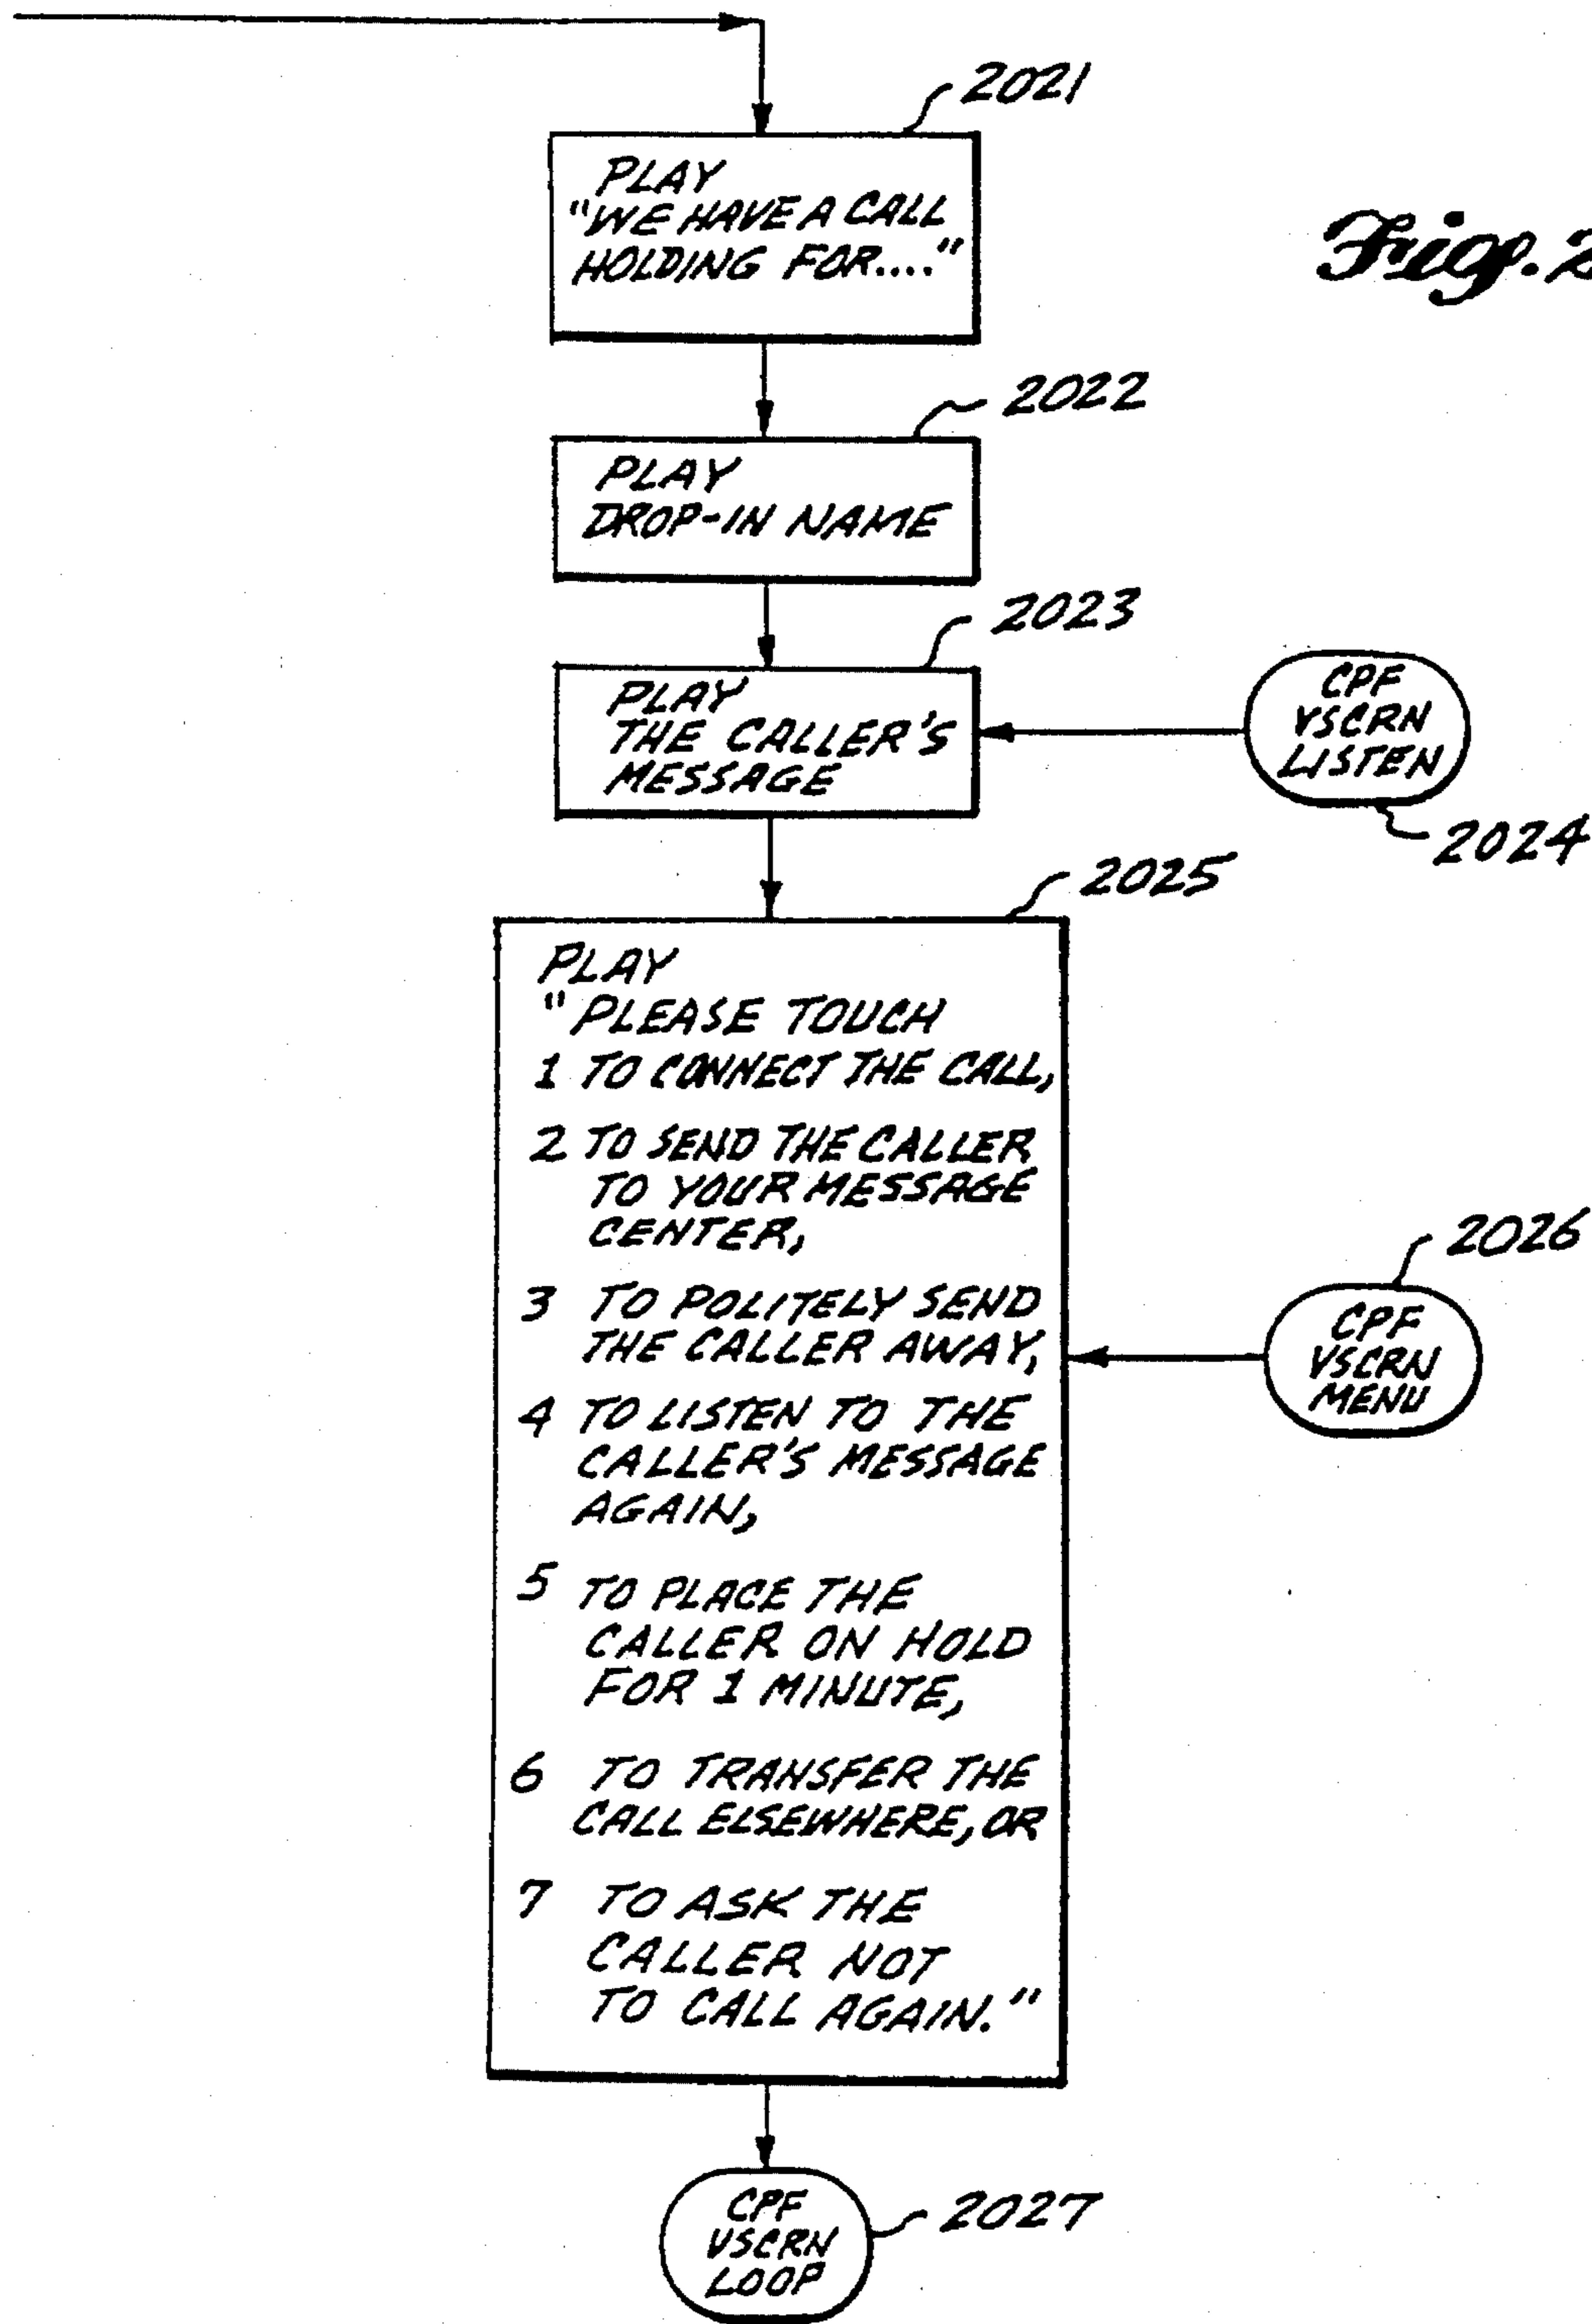 2021
PLAY
"WE HAVE A CALL
HOLDING FOR...."
Fig. 2
2022
PLAY
DROP-IN NAME
2023
PLAY
THE CALLER'S
MESSAGE
CPF
VSCRN
LISTEN
2024
2025
PLAY
"PLEASE TOUCH
1 TO CONNECT THE CALL,
2 TO SEND THE CALLER
TO YOUR MESSAGE
CENTER,
3 TO POLITELY SEND
THE CALLER AWAY,
4 TO LISTEN TO THE
CALLER'S MESSAGE
AGAIN,
5 TO PLACE THE
CALLER ON HOLD
FOR 1 MINUTE,
6 TO TRANSFER THE
CALL ELSEWHERE, OR
7 TO ASK THE
CALLER NOT
TO CALL AGAIN."
2026
CPF
VSCRN
MENU
CPF
VSCRN
LOOP
2027